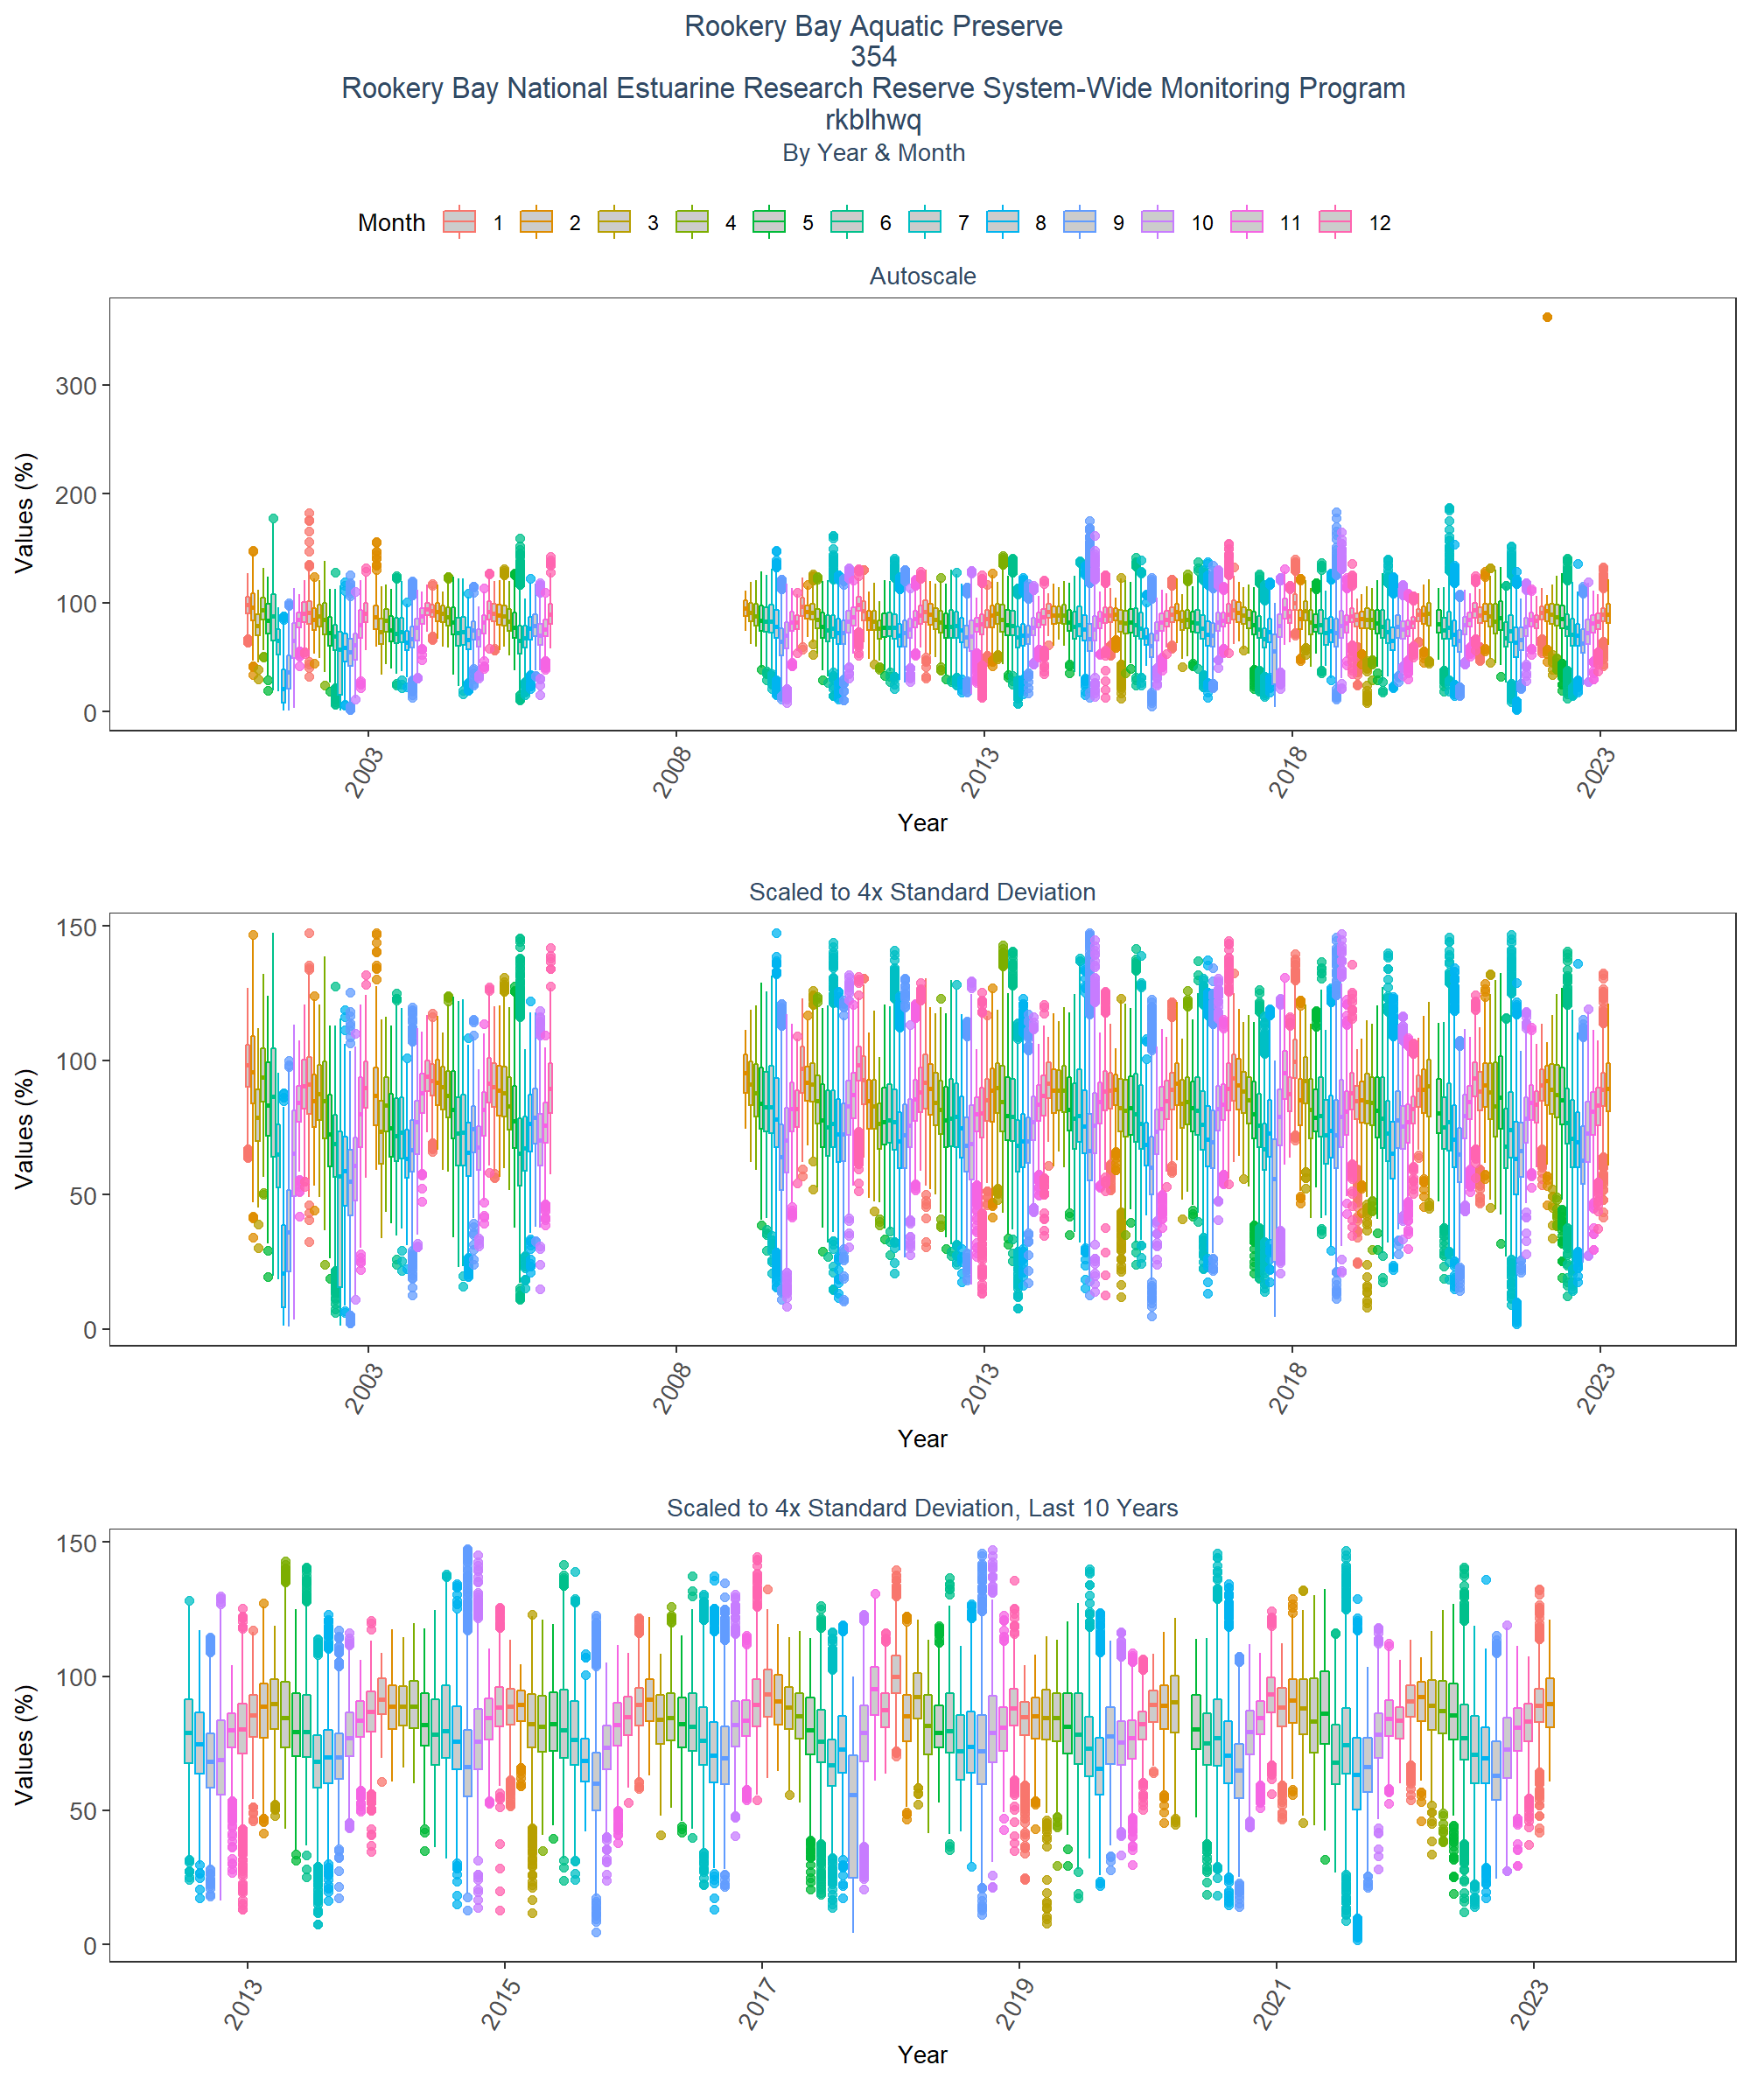 Rookery Bay Aquatic Preserve
354
Rookery Bay National Estuarine Research Reserve System-Wide Monitoring Program
rkblhwq
By Year & Month
Month 1 2 3 4 5 6 7 8 9 10 11 12
Autoscale
Values (%)
300
200
100
0
2003 2008 2013 2018 2023
Year
Scaled to 4x Standard Deviation
Values (%)
150
100
50
0
2003 2008 2013 2018 2023
Year
Scaled to 4x Standard Deviation, Last 10 Years
Values (%)
150
100
50
0
2013 2015 2017 2019 2021 2023
Year